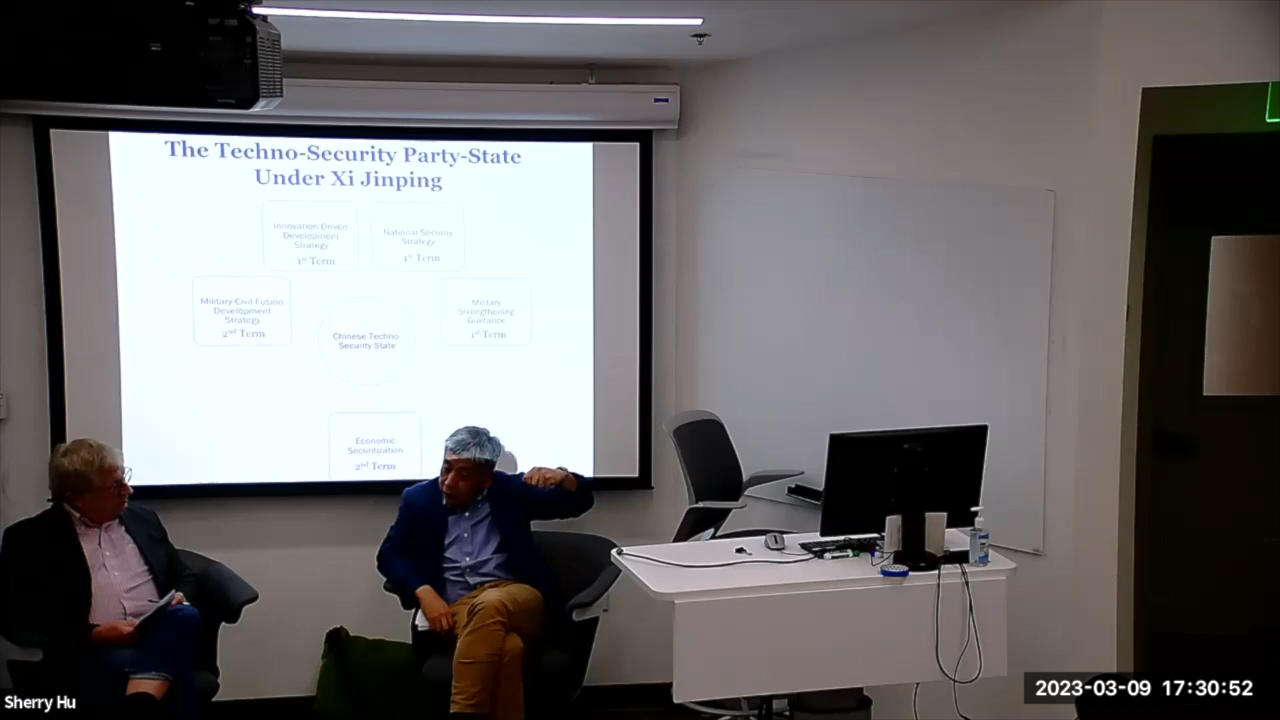 The Techno-Security Party-State
Under Xi Jinping
Innovation Driven
Development
Strategy
1st Term
National Security
Strategy
1st Term
Military-Civil Fusion
Development
Strategy
2nd Term
Military
Strengthening
Guidance
1st Term
Chinese Techno-
Security State
Economic
Securitization
2nd Term
Sherry Hu
2023-03-09 17:30:52